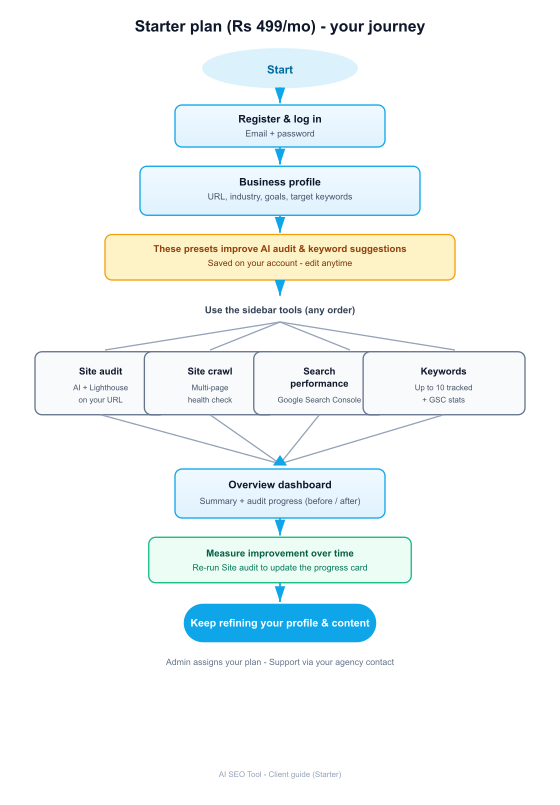 Starter plan (Rs 499/mo) - your journey
Start
Register & log in
Email + password
Business profile
URL, industry, goals, target keywords
These presets improve AI audit & keyword suggestions
Saved on your account - edit anytime
Use the sidebar tools (any order)
Site audit
AI + Lighthouse
on your URL
Site crawl
Multi-page
health check
Search
performance
Google Search Console
Keywords
Up to 10 tracked
+ GSC stats
Overview dashboard
Summary + audit progress (before / after)
Measure improvement over time
Re-run Site audit to update the progress card
Keep refining your profile & content
Admin assigns your plan - Support via your agency contact
AI SEO Tool - Client guide (Starter)